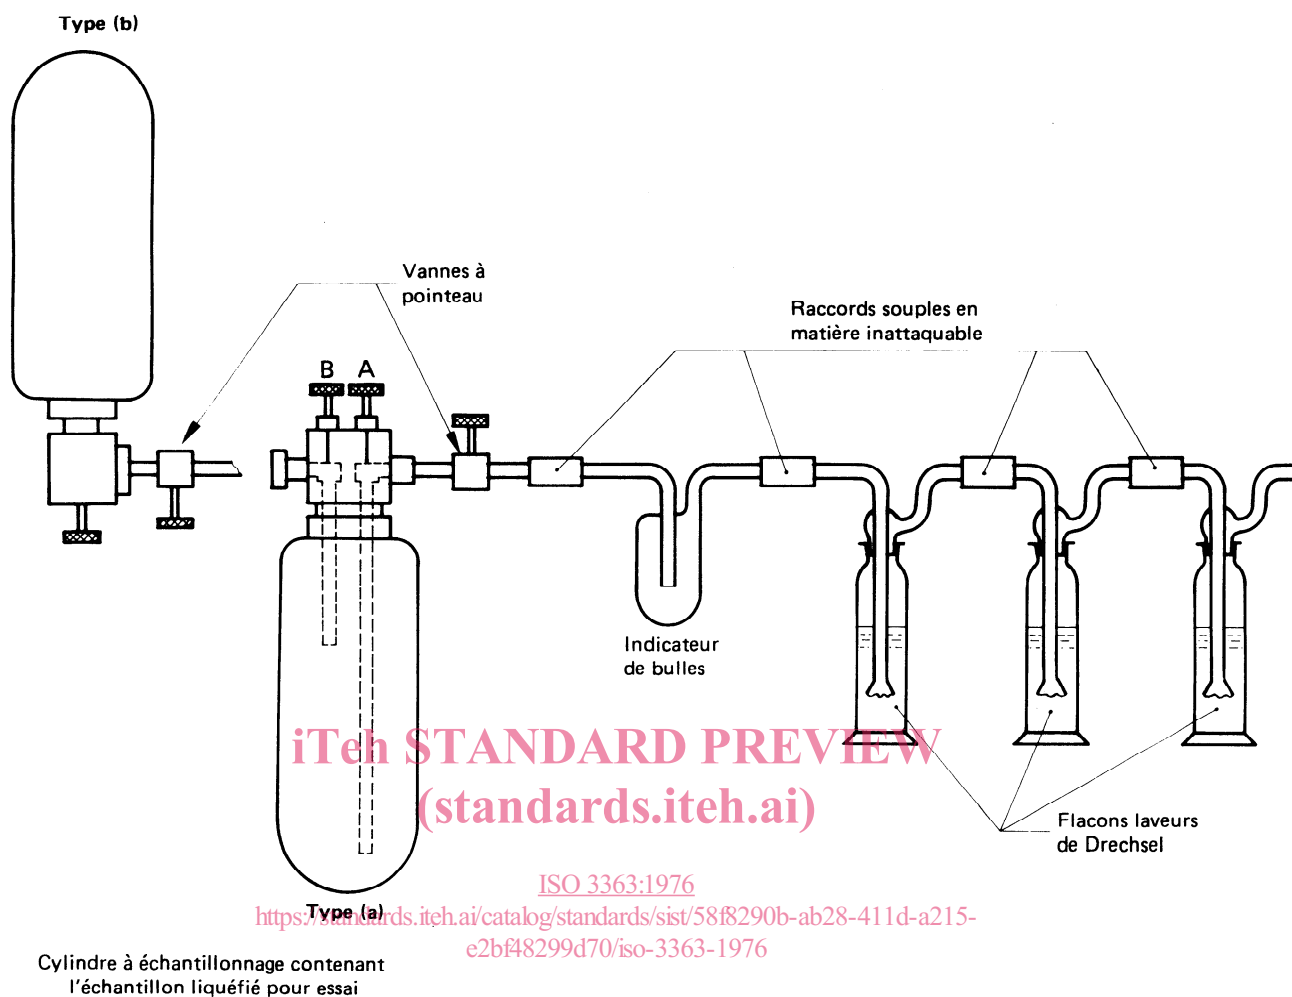 Type (b)
Vannes à
pointeau
Raccords souples en
matière inattaquable
B A
Indicateur
de bulles
iTeh STANDARD PREVIEW
(standards.iteh.ai)
Flacons laveurs
de Drechsel
ISO 3363:1976
Type (a)
https://standards.iteh.ai/catalog/standards/sist/58f8290b-ab28-411d-a215-
e2bf48299d70/iso-3363-1976
Cylindre à échantillonnage contenant
l'échantillon liquéfié pour essai